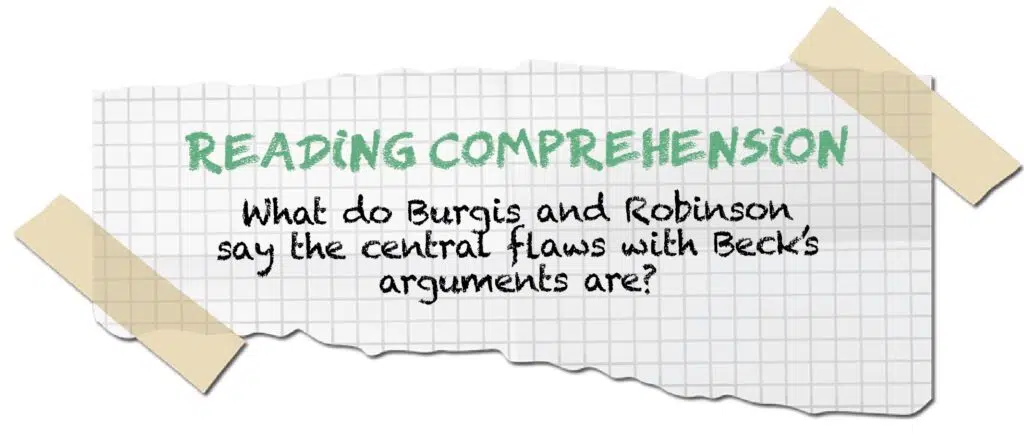 READING COMPREHENSION
What do Burgis and Robinson
say the central flaws with Beck's
arguments are?